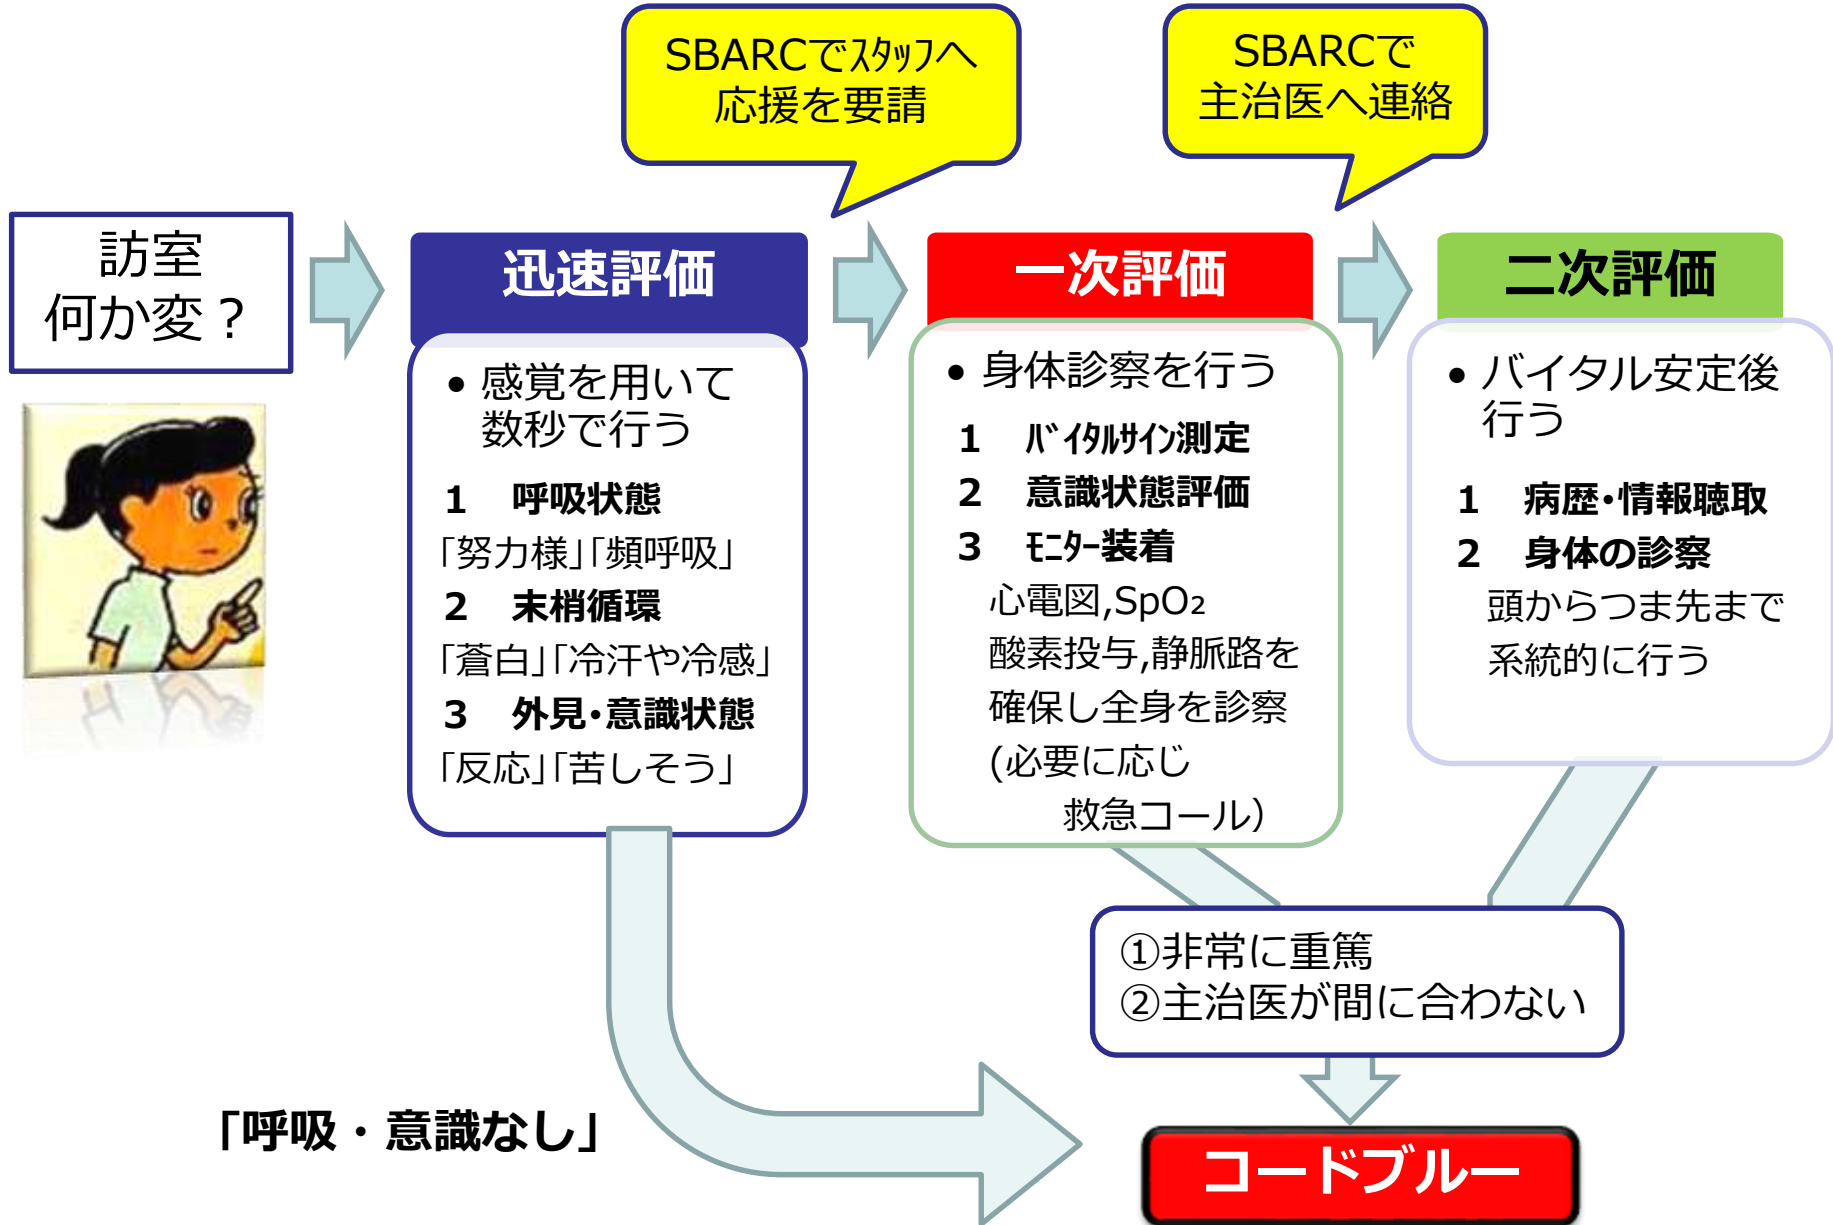 SBARCでｽﾀｯﾌへ
応援を要請
SBARCで
主治医へ連絡
訪室
何か変？
迅速評価
• 感覚を用いて
数秒で行う
1 呼吸状態
「努力様」「頻呼吸」
2 末梢循環
「蒼白」「冷汗や冷感」
3 外見・意識状態
「反応」「苦しそう」
一次評価
• 身体診察を行う
1 ﾊﾞｲﾀﾙｻｲﾝ測定
2 意識状態評価
3 ﾓﾆﾀｰ装着
心電図,SpO₂
酸素投与,静脈路を
確保し全身を診察
(必要に応じ
救急コール）
二次評価
• バイタル安定後
行う
1 病歴・情報聴取
2 身体の診察
頭からつま先まで
系統的に行う
①非常に重篤
②主治医が間に合わない
「呼吸・意識なし」
コードブルー